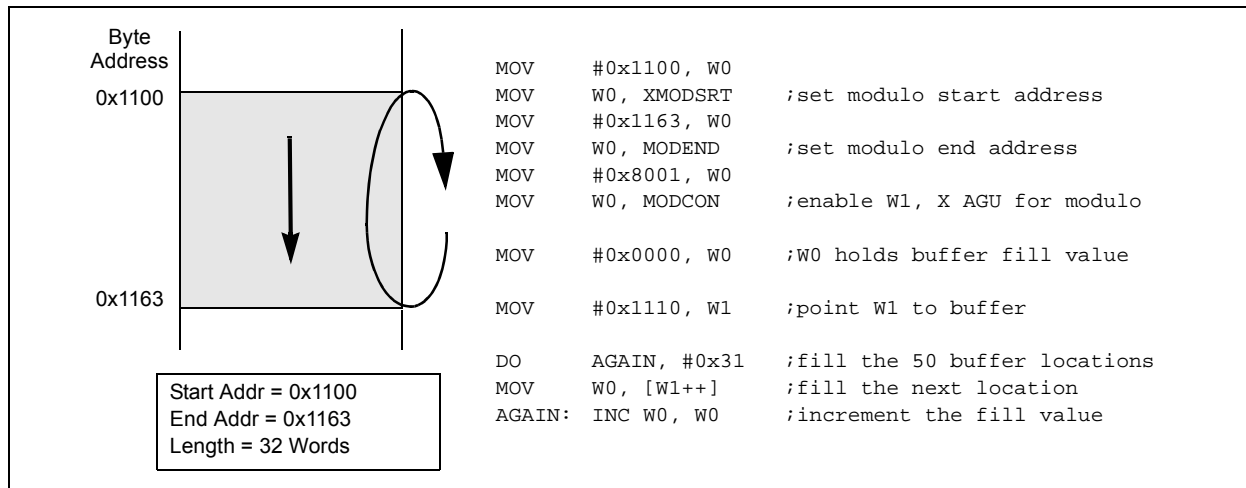 Byte
Address
0x1100
0x1163
Start Addr = 0x1100
End Addr = 0x1163
Length = 32 Words
MOV #0x1100, W0
MOV W0, XMODSRT ;set modulo start address
MOV #0x1163, W0
MOV W0, MODEND ;set modulo end address
MOV #0x8001, W0
MOV W0, MODCON ;enable W1, X AGU for modulo
MOV #0x0000, W0 ;W0 holds buffer fill value
MOV #0x1110, W1 ;point W1 to buffer
DO AGAIN, #0x31 ;fill the 50 buffer locations
MOV W0, [W1++] ;fill the next location
AGAIN: INC W0, W0 ;increment the fill value